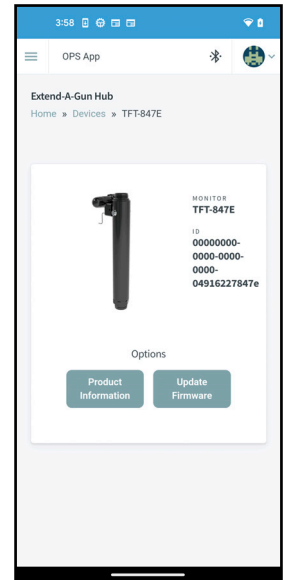 3:58
OPS App
Extend-A-Gun Hub
Home » Devices » TFT-847E
MONITOR
TFT-847E
ID
00000000-
0000-0000-
0000-
04916227847e
Options
Product
Information
Update
Firmware